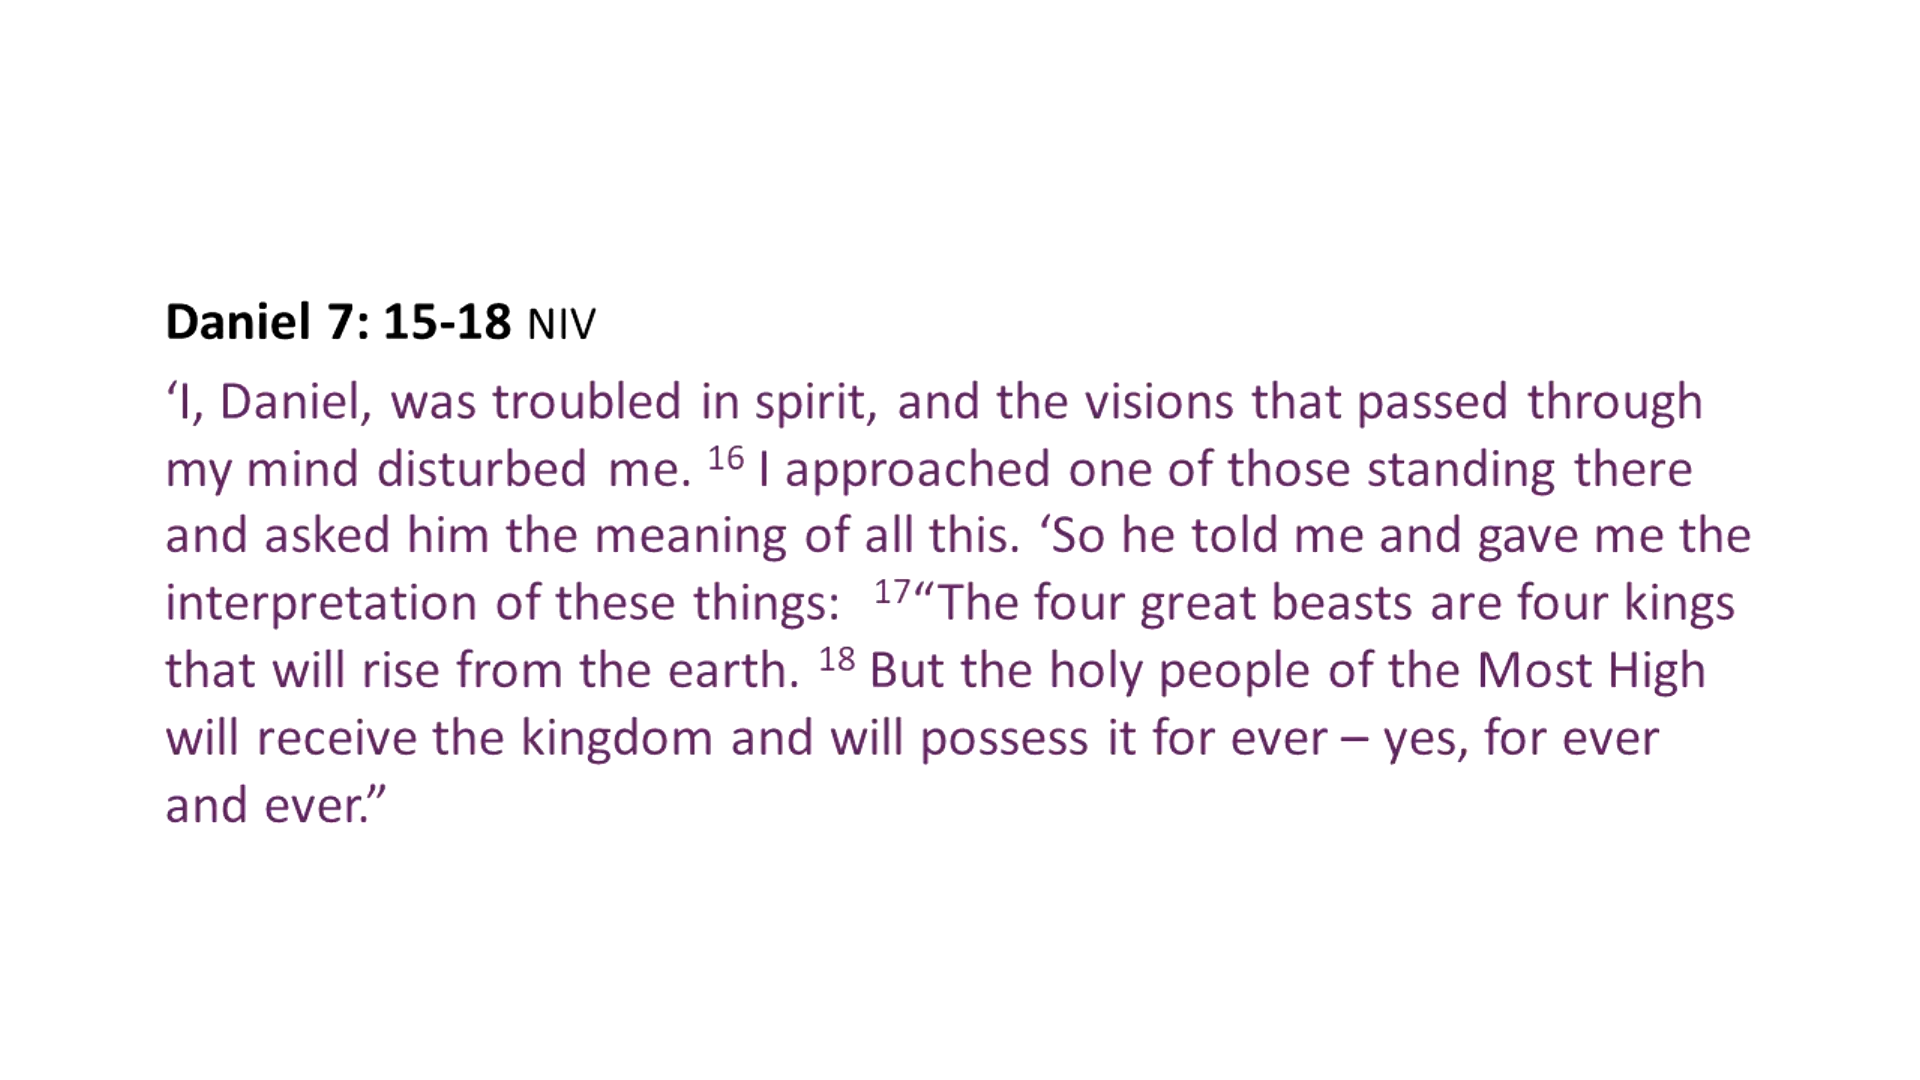 Daniel 7: 15-18 NIV
‘I, Daniel, was troubled in spirit, and the visions that passed through
my mind disturbed me. 16 I approached one of those standing there
and asked him the meaning of all this. ‘So he told me and gave me the
interpretation of these things:  17“The four great beasts are four kings
that will rise from the earth. 18 But the holy people of the Most High
will receive the kingdom and will possess it for ever – yes, for ever
and ever.”